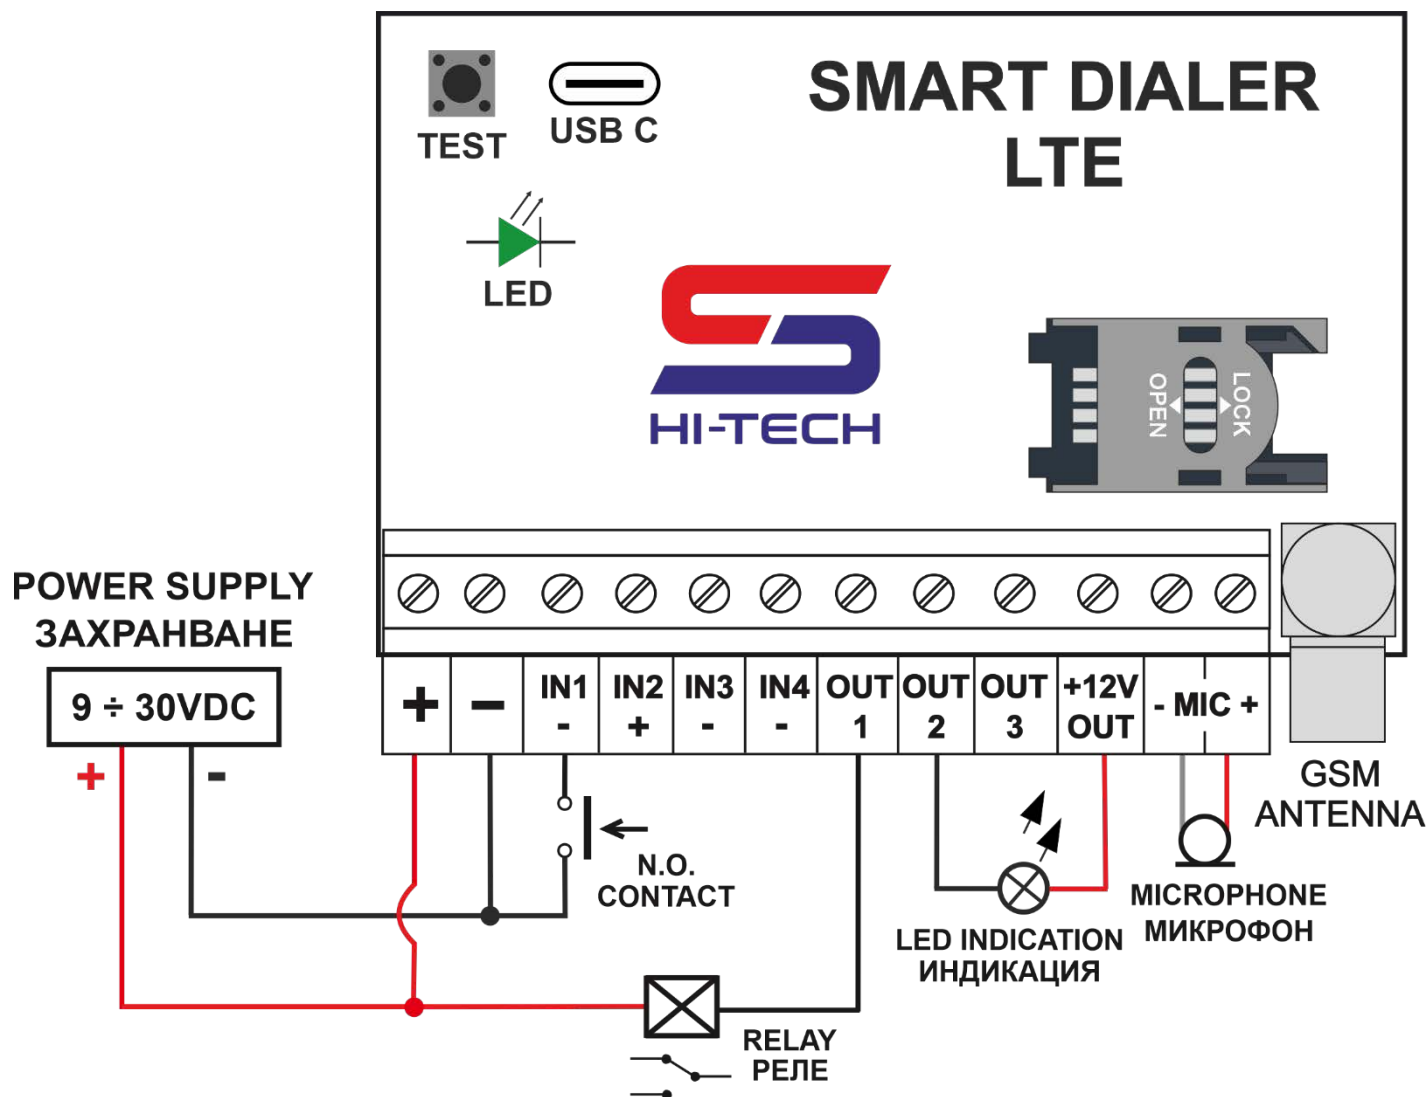 SMART DIALER
LTE
TEST
USB C
LED
HI-TECH
OPEN
LOCK
POWER SUPPLY
ЗАХРАНВАНЕ
9 ÷ 30VDC
+ -
+ − IN1 IN2 IN3 IN4 OUT OUT OUT +12V - MIC +
- + - - 1 2 3 OUT
GSM
ANTENNA
N.O.
CONTACT
LED INDICATION
ИНДИКАЦИЯ
MICROPHONE
МИКРОФОН
RELAY
РЕЛЕ